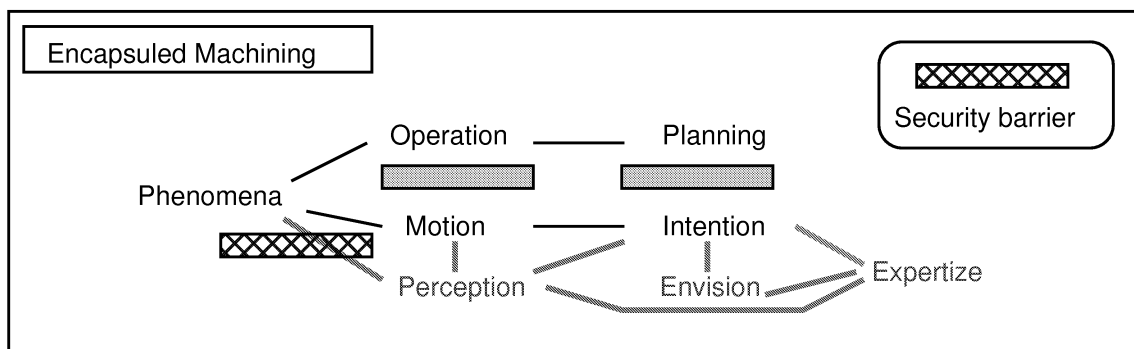 Encapsuled Machining
Security barrier
Operation
Planning
Phenomena
Motion
Intention
Perception
Envision
Expertize